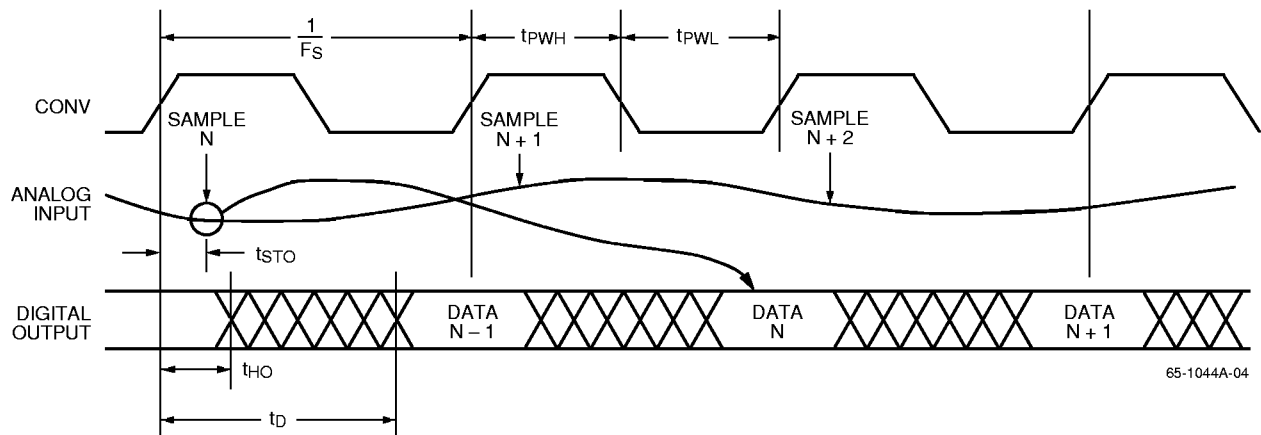 1
FS
tPWH
tPWL
CONV
SAMPLE
N
SAMPLE
N + 1
SAMPLE
N + 2
ANALOG
INPUT
tSTO
DIGITAL
OUTPUT
DATA
N – 1
DATA
N
DATA
N + 1
tHO
65-1044A-04
tD